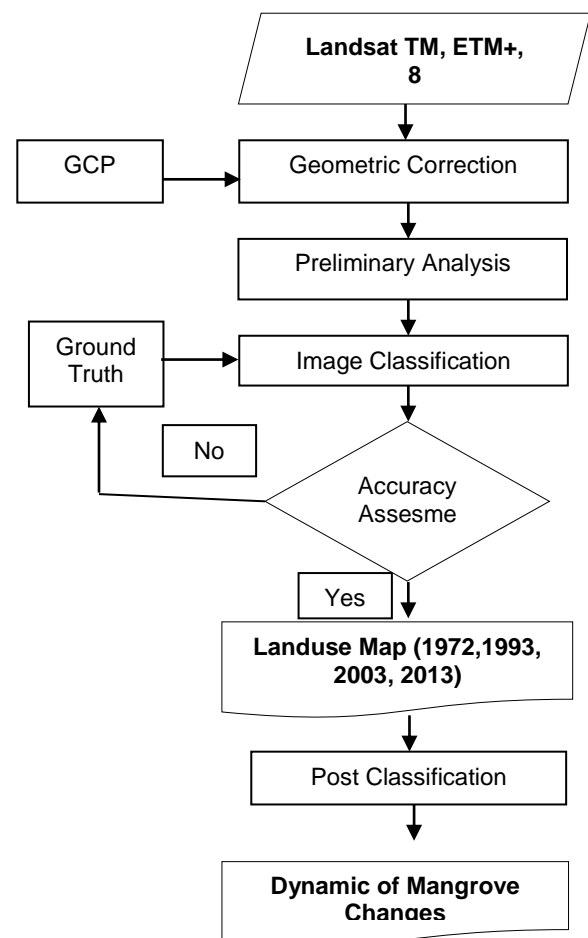 Landsat TM, ETM+,
8
GCP
Geometric Correction
Preliminary Analysis
Ground
Truth
Image Classification
No
Accuracy
Assesme
Yes
Landuse Map (1972,1993,
2003, 2013)
Post Classification
Dynamic of Mangrove
Changes